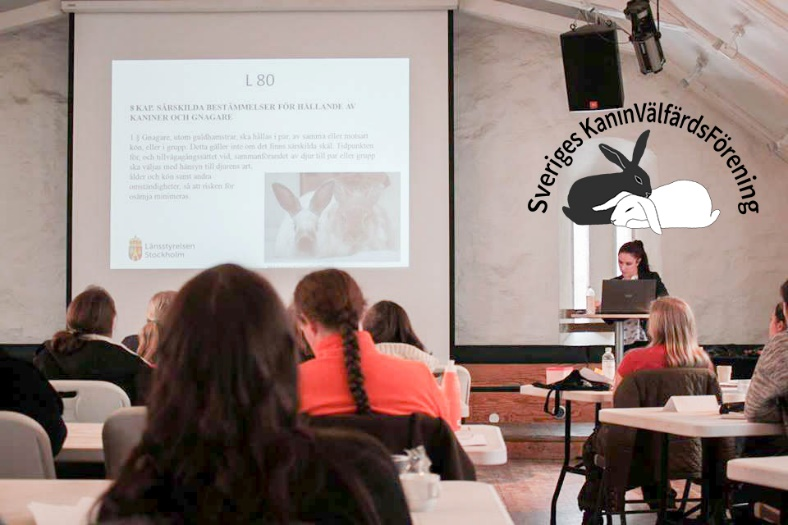 L 80
8 KAP. SÄRSKILDA BESTÄMMELSER FÖR HÅLLANDE AV
KANINER OCH GNAGARE
1 § Gnagare, utom guldhamstrar, ska hållas i par, av samma eller motsatt
kön, eller i grupp. Detta gäller inte om det finns särskilda skäl. Tidpunkten
för, och tillvägagångssättet vid, sammanförandet av djur till par eller grupp
ska väljas med hänsyn till djurens art,
ålder och kön samt andra
omständigheter, så att risken för
osämja minimeras.
Länsstyrelsen
Stockholm
Sveriges KaninVälfärdsFörening